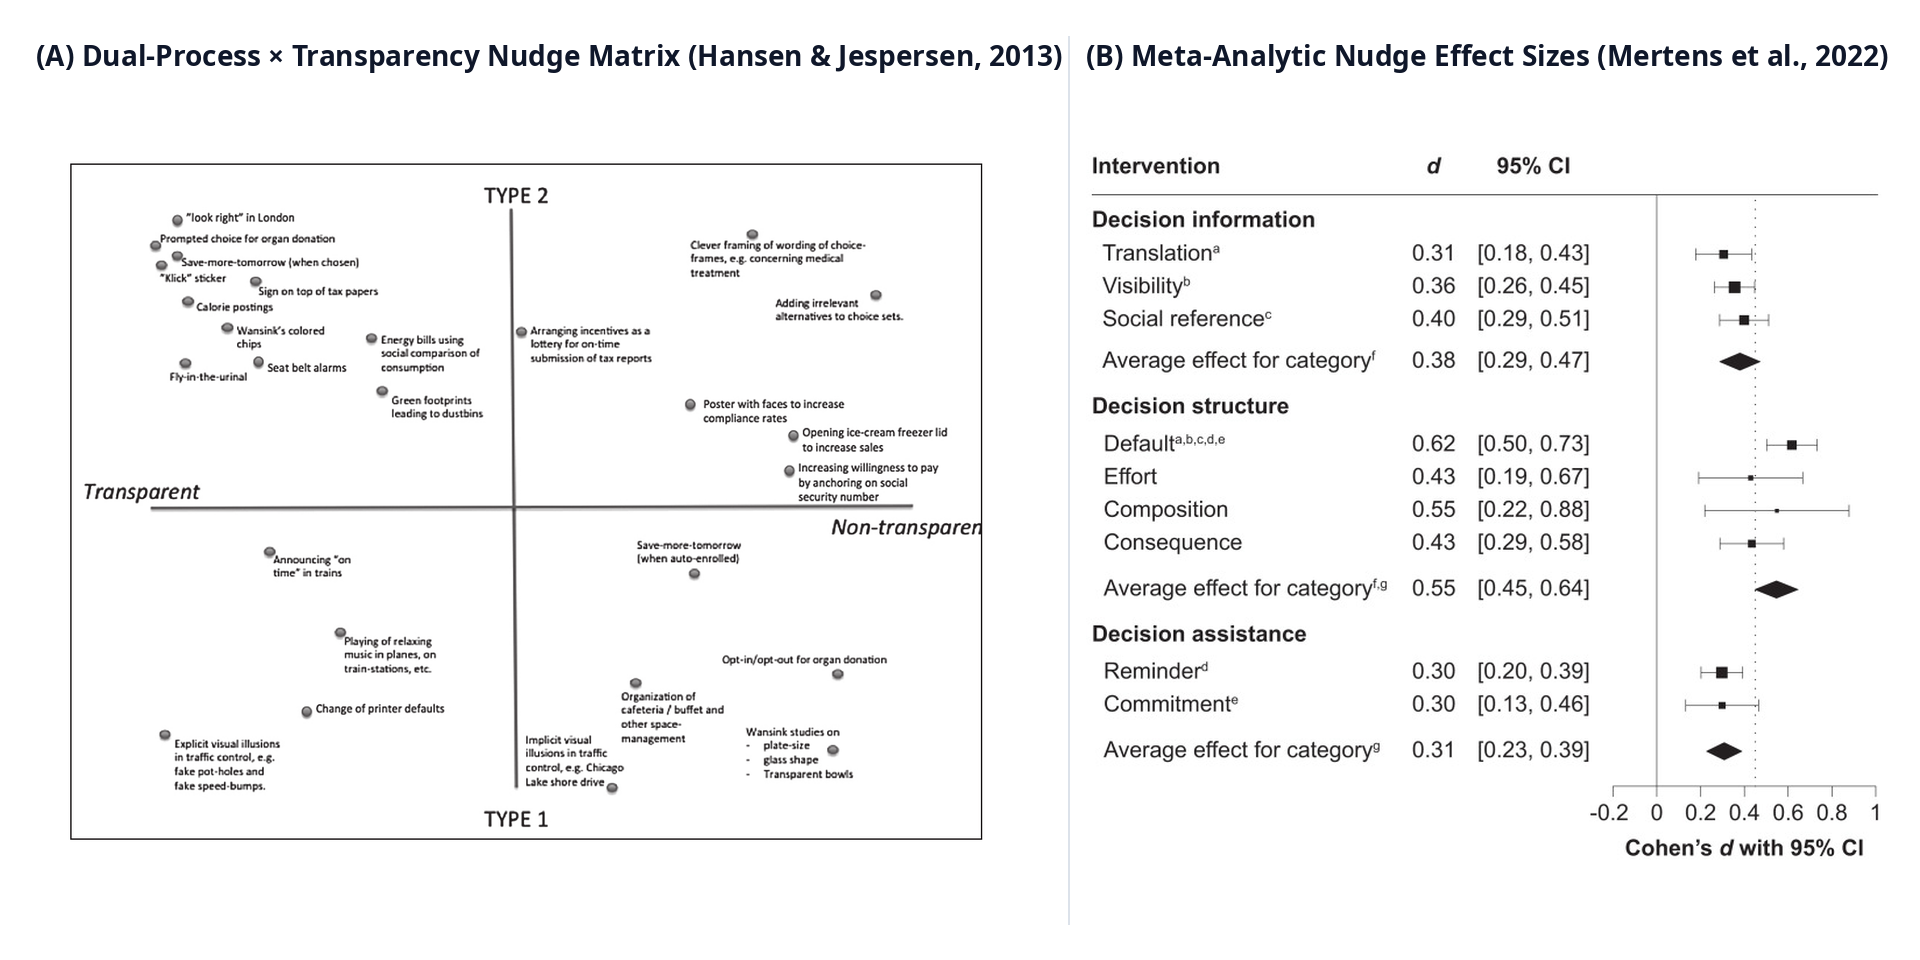 (A) Dual-Process × Transparency Nudge Matrix (Hansen & Jespersen, 2013)
TYPE 2
"look right" in London
Prompted choice for organ donation
Save-more-tomorrow (when chosen)
"Klick" sticker
Sign on top of tax papers
Calorie postings
Wansink's colored
chips
Energy bills using
social comparison of
consumption
Fly-in-the-urinal
Seat belt alarms
Green footprints
leading to dustbins
Clever framing of wording of choice-
frames, e.g. concerning medical
treatment
Adding irrelevant
alternatives to choice sets.
Arranging incentives as a
lottery for on-time
submission of tax reports
Poster with faces to increase
compliance rates
Opening ice-cream freezer lid
to increase sales
Increasing willingness to pay
by anchoring on social
security number
Transparent
Non-transparen
Announcing "on
time" in trains
Playing of relaxing
music in planes, on
train-stations, etc.
Change of printer defaults
Explicit visual illusions
in traffic control, e.g.
fake pot-holes and
fake speed-bumps.
Save-more-tomorrow
(when auto-enrolled)
Opt-in/opt-out for organ donation
Organization of
cafeteria / buffet and
other space-
management
Implicit visual
illusions in traffic
control, e.g. Chicago
Lake shore drive
Wansink studies on
- plate-size
- glass shape
- Transparent bowls
TYPE 1
(B) Meta-Analytic Nudge Effect Sizes (Mertens et al., 2022)
Intervention d 95% CI
Decision information
Translationᵃ 0.31 [0.18, 0.43]
Visibilityᵇ 0.36 [0.26, 0.45]
Social referenceᶜ 0.40 [0.29, 0.51]
Average effect for categoryᶠ 0.38 [0.29, 0.47]
Decision structure
Defaultᵃ,ᵇ,ᶜ,ᵈ,ᵉ 0.62 [0.50, 0.73]
Effort 0.43 [0.19, 0.67]
Composition 0.55 [0.22, 0.88]
Consequence 0.43 [0.29, 0.58]
Average effect for categoryᶠ,ᵍ 0.55 [0.45, 0.64]
Decision assistance
Reminderᵈ 0.30 [0.20, 0.39]
Commitmentᵉ 0.30 [0.13, 0.46]
Average effect for categoryᵍ 0.31 [0.23, 0.39]
-0.2 0 0.2 0.4 0.6 0.8 1
Cohen's d with 95% CI